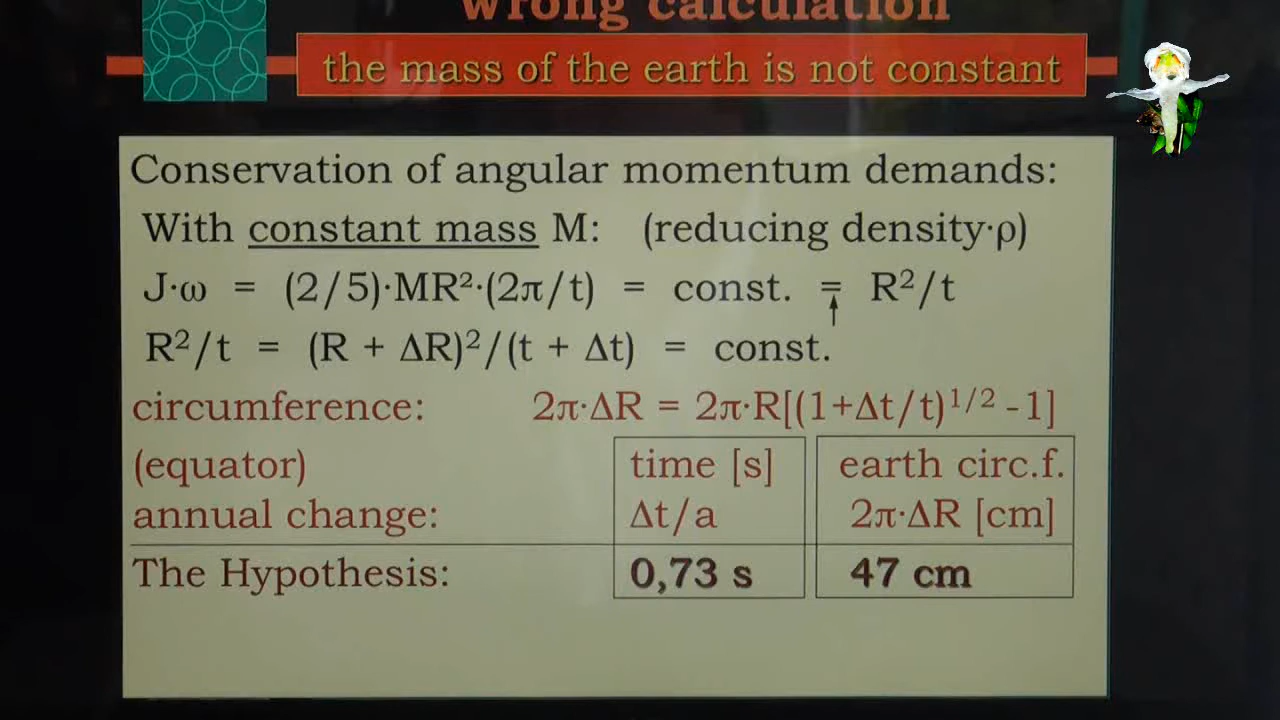 wrong calculation
the mass of the earth is not constant
Conservation of angular momentum demands:
With constant mass M: (reducing density·ρ)
J·ω = (2/5)·MR²·(2π/t) = const. = R²/t
R²/t = (R + ΔR)²/(t + Δt) = const.
circumference: 2π·ΔR = 2π·R[(1+Δt/t)^1/2 -1]
(equator) time [s] earth circ.f.
annual change: Δt/a 2π·ΔR [cm]
The Hypothesis: 0,73 s 47 cm